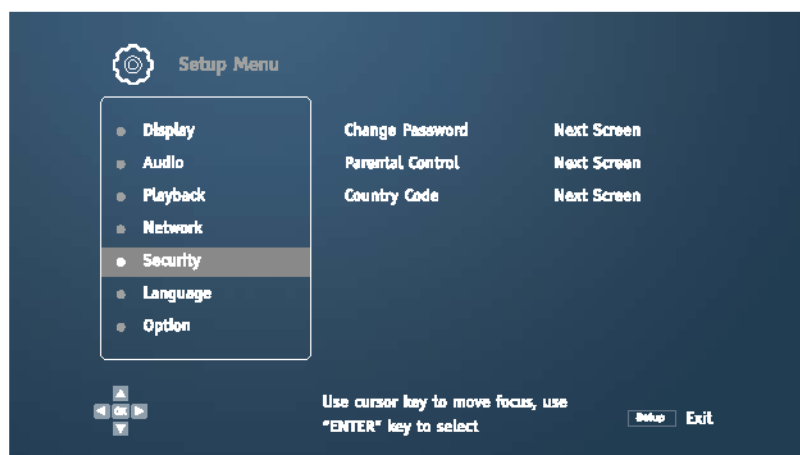 Setup Menu
Display
Audio
Playback
Network
Security
Language
Option
Change Password Next Screen
Parental Control Next Screen
Country Code Next Screen
OK
Use cursor key to move focus, use
"ENTER" key to select
Setup Exit